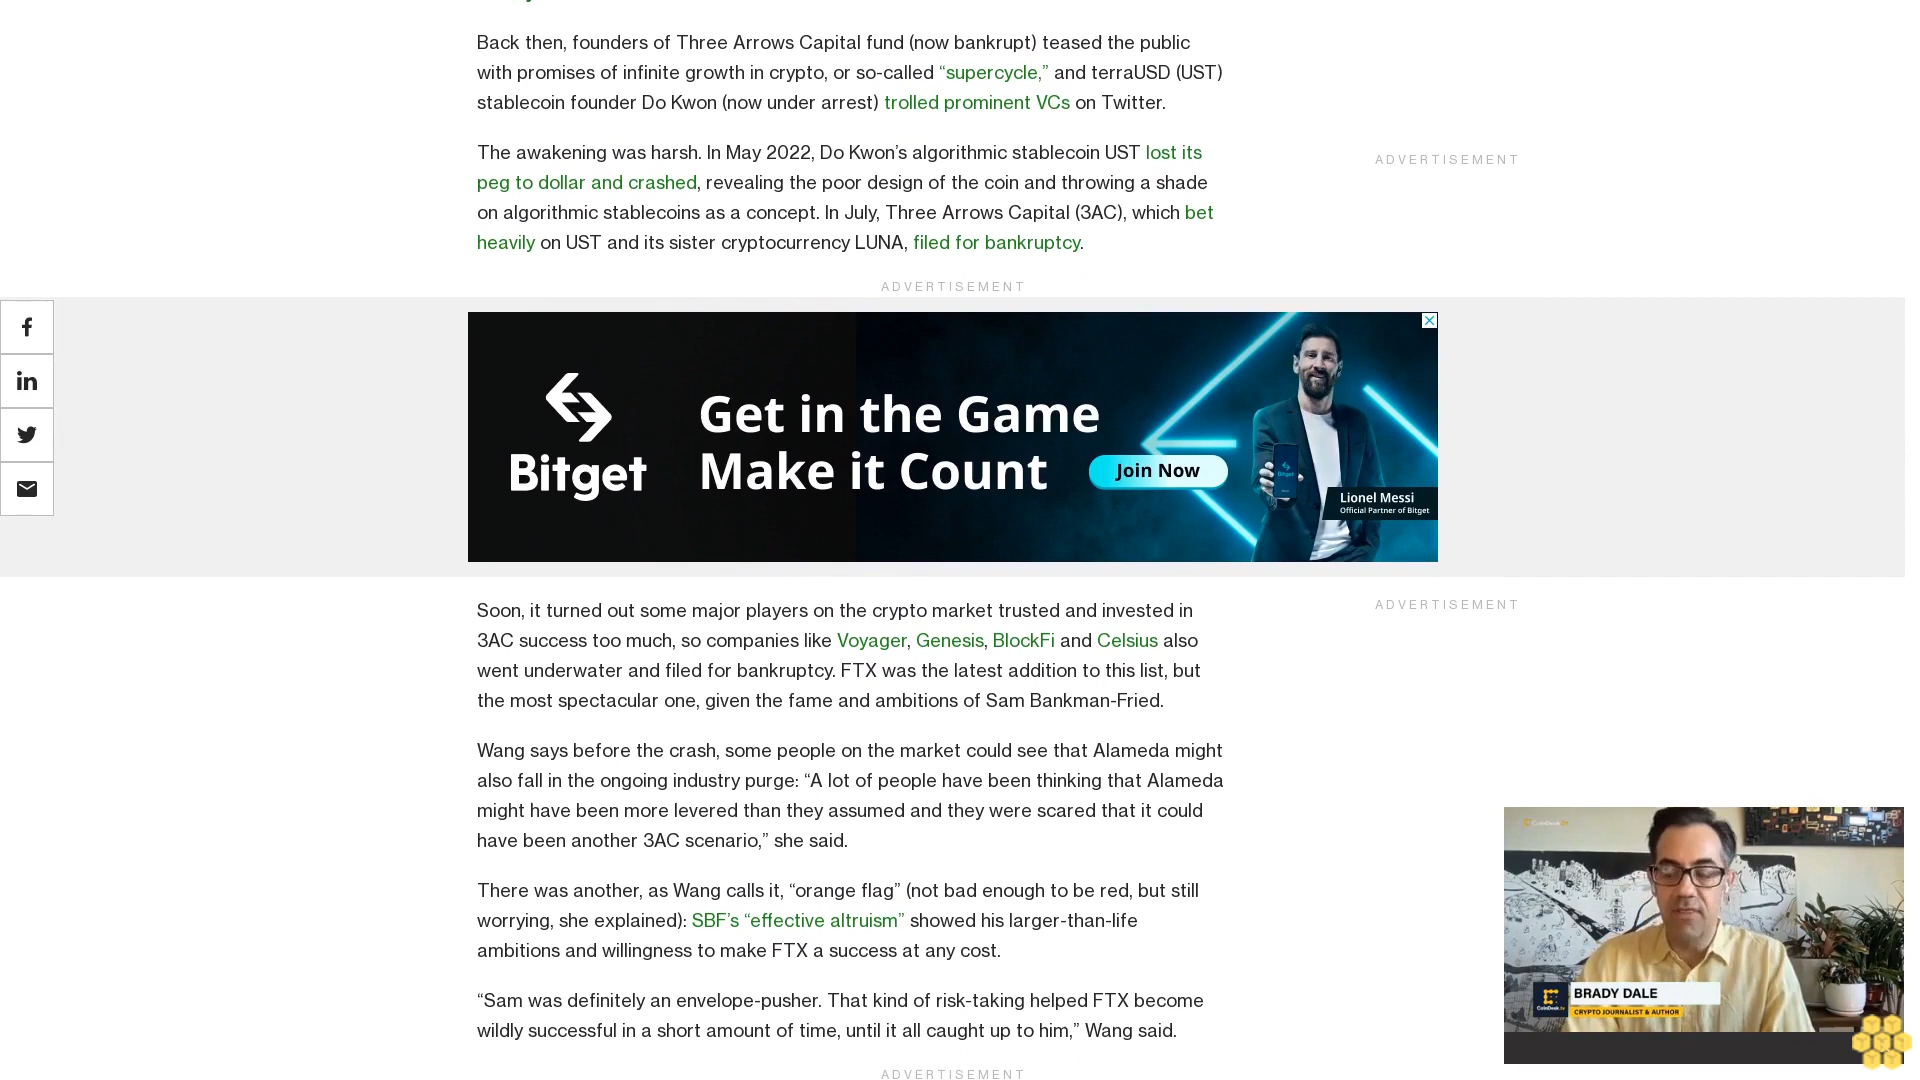 Back then, founders of Three Arrows Capital fund (now bankrupt) teased the public
with promises of infinite growth in crypto, or so-called “supercycle,” and terraUSD (UST)
stablecoin founder Do Kwon (now under arrest) trolled prominent VCs on Twitter.
The awakening was harsh. In May 2022, Do Kwon’s algorithmic stablecoin UST lost its
peg to dollar and crashed, revealing the poor design of the coin and throwing a shade
on algorithmic stablecoins as a concept. In July, Three Arrows Capital (3AC), which bet
heavily on UST and its sister cryptocurrency LUNA, filed for bankruptcy.
ADVERTISEMENT
ADVERTISEMENT
Bitget
Get in the Game
Make it Count
Join Now
Bitget
Lionel Messi
Official Partner of Bitget
Soon, it turned out some major players on the crypto market trusted and invested in
3AC success too much, so companies like Voyager, Genesis, BlockFi and Celsius also
went underwater and filed for bankruptcy. FTX was the latest addition to this list, but
the most spectacular one, given the fame and ambitions of Sam Bankman-Fried.
ADVERTISEMENT
Wang says before the crash, some people on the market could see that Alameda might
also fall in the ongoing industry purge: “A lot of people have been thinking that Alameda
might have been more levered than they assumed and they were scared that it could
have been another 3AC scenario,” she said.
There was another, as Wang calls it, “orange flag” (not bad enough to be red, but still
worrying, she explained): SBF’s “effective altruism” showed his larger-than-life
ambitions and willingness to make FTX a success at any cost.
“Sam was definitely an envelope-pusher. That kind of risk-taking helped FTX become
wildly successful in a short amount of time, until it all caught up to him,” Wang said.
ADVERTISEMENT
CoinDesk TV
BRADY DALE
CRYPTO JOURNALIST & AUTHOR
CoinDesk.tv